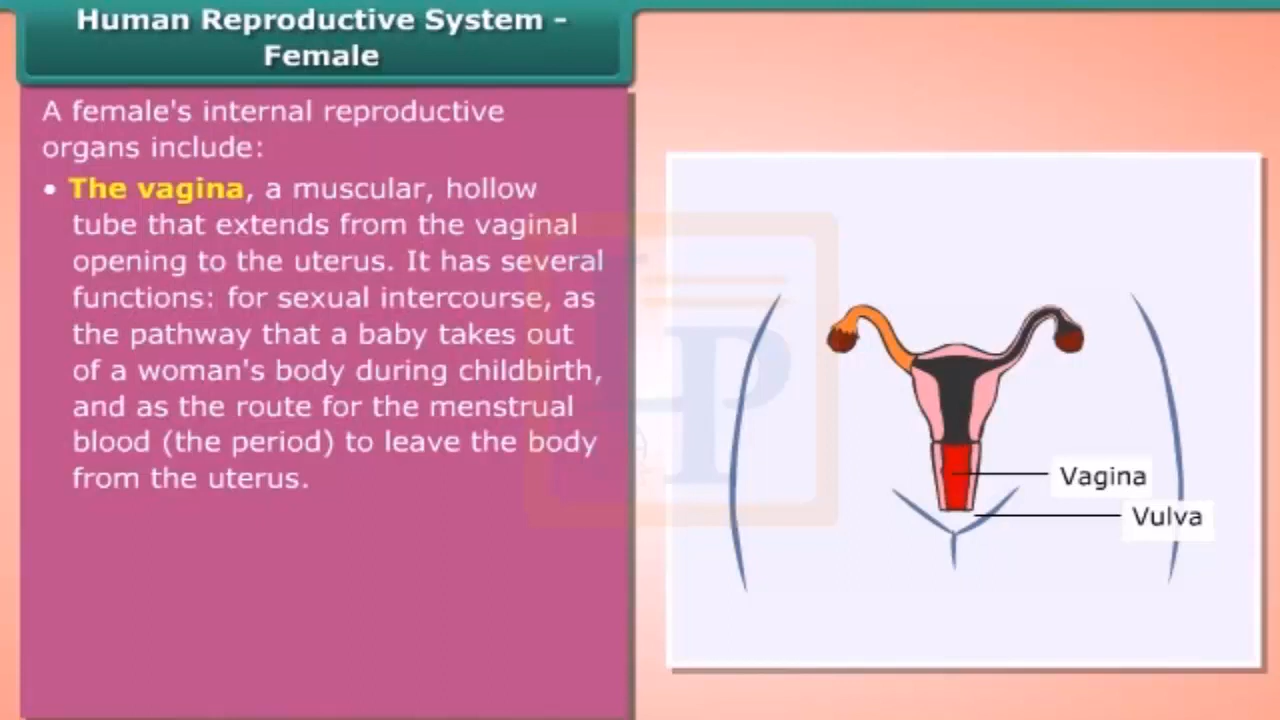 Human Reproductive System -
Female
A female's internal reproductive
organs include:
• The vagina, a muscular, hollow
tube that extends from the vaginal
opening to the uterus. It has several
functions: for sexual intercourse, as
the pathway that a baby takes out
of a woman's body during childbirth,
and as the route for the menstrual
blood (the period) to leave the body
from the uterus.
Vagina
Vulva